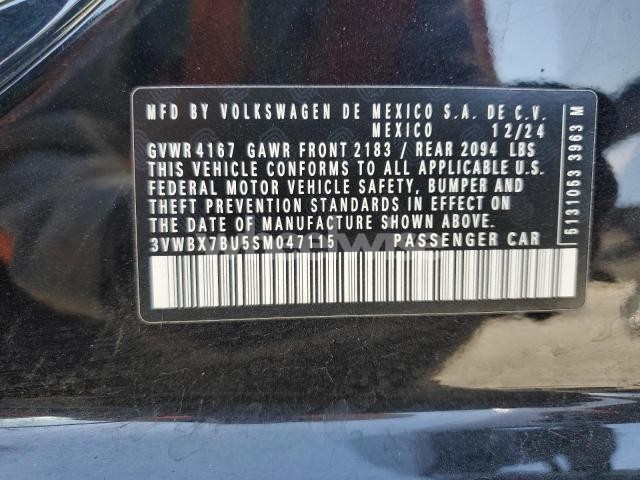 MFD BY VOLKSWAGEN DE MEXICO S.A. DE C.V.
MEXICO 12/24
GVWR 4167 GAWR FRONT 2183 / REAR 2094 LBS
THIS VEHICLE CONFORMS TO ALL APPLICABLE U.S.
FEDERAL MOTOR VEHICLE SAFETY, BUMPER AND
THEFT PREVENTION STANDARDS IN EFFECT ON
THE DATE OF MANUFACTURE SHOWN ABOVE.
3VWBX7BU5SM047115 PASSENGER CAR
5131063 3963 M